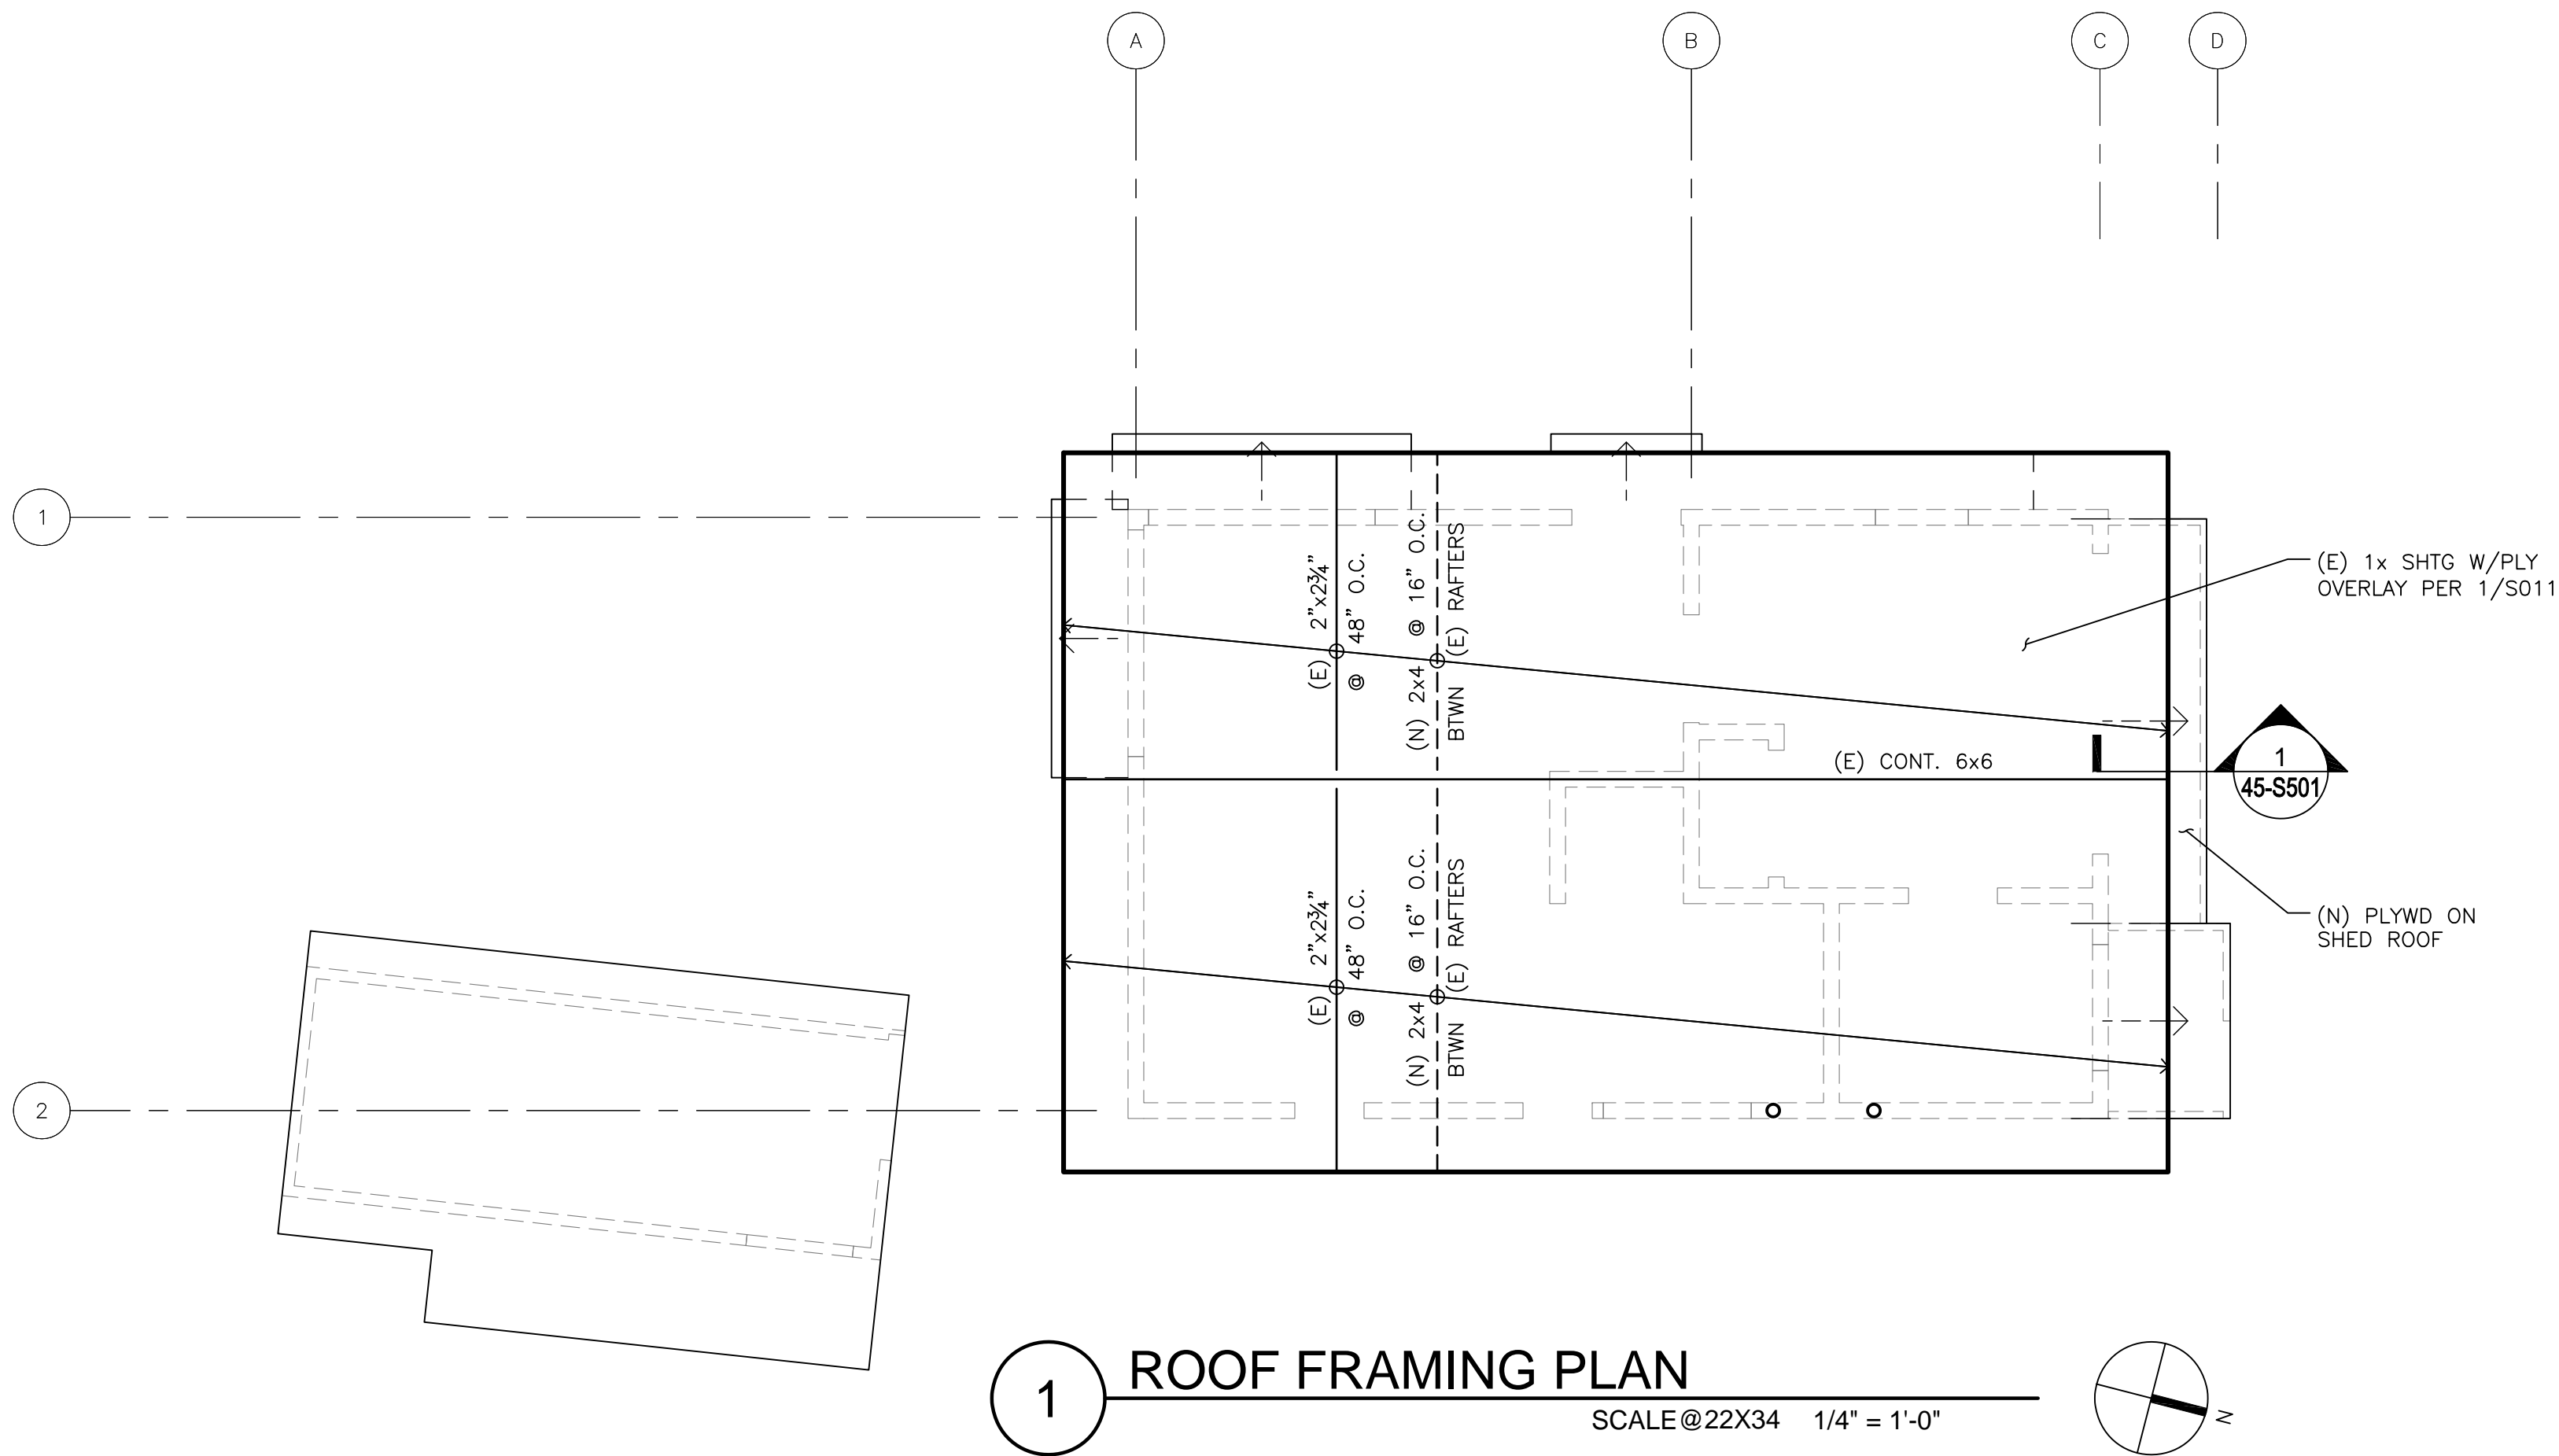 A
B
C
D
1
2
(E) 2"x2¾"
@ 48" O.C.
(N) 2x4 @ 16" O.C.
BTWN (E) RAFTERS
(E) 1x SHTG W/PLY
OVERLAY PER 1/S011
(E) CONT. 6x6
1
45-S501
(E) 2"x2¾"
@ 48" O.C.
(N) 2x4 @ 16" O.C.
BTWN (E) RAFTERS
(N) PLYWD ON
SHED ROOF
1
ROOF FRAMING PLAN
SCALE@22X34 1/4" = 1'-0"
N